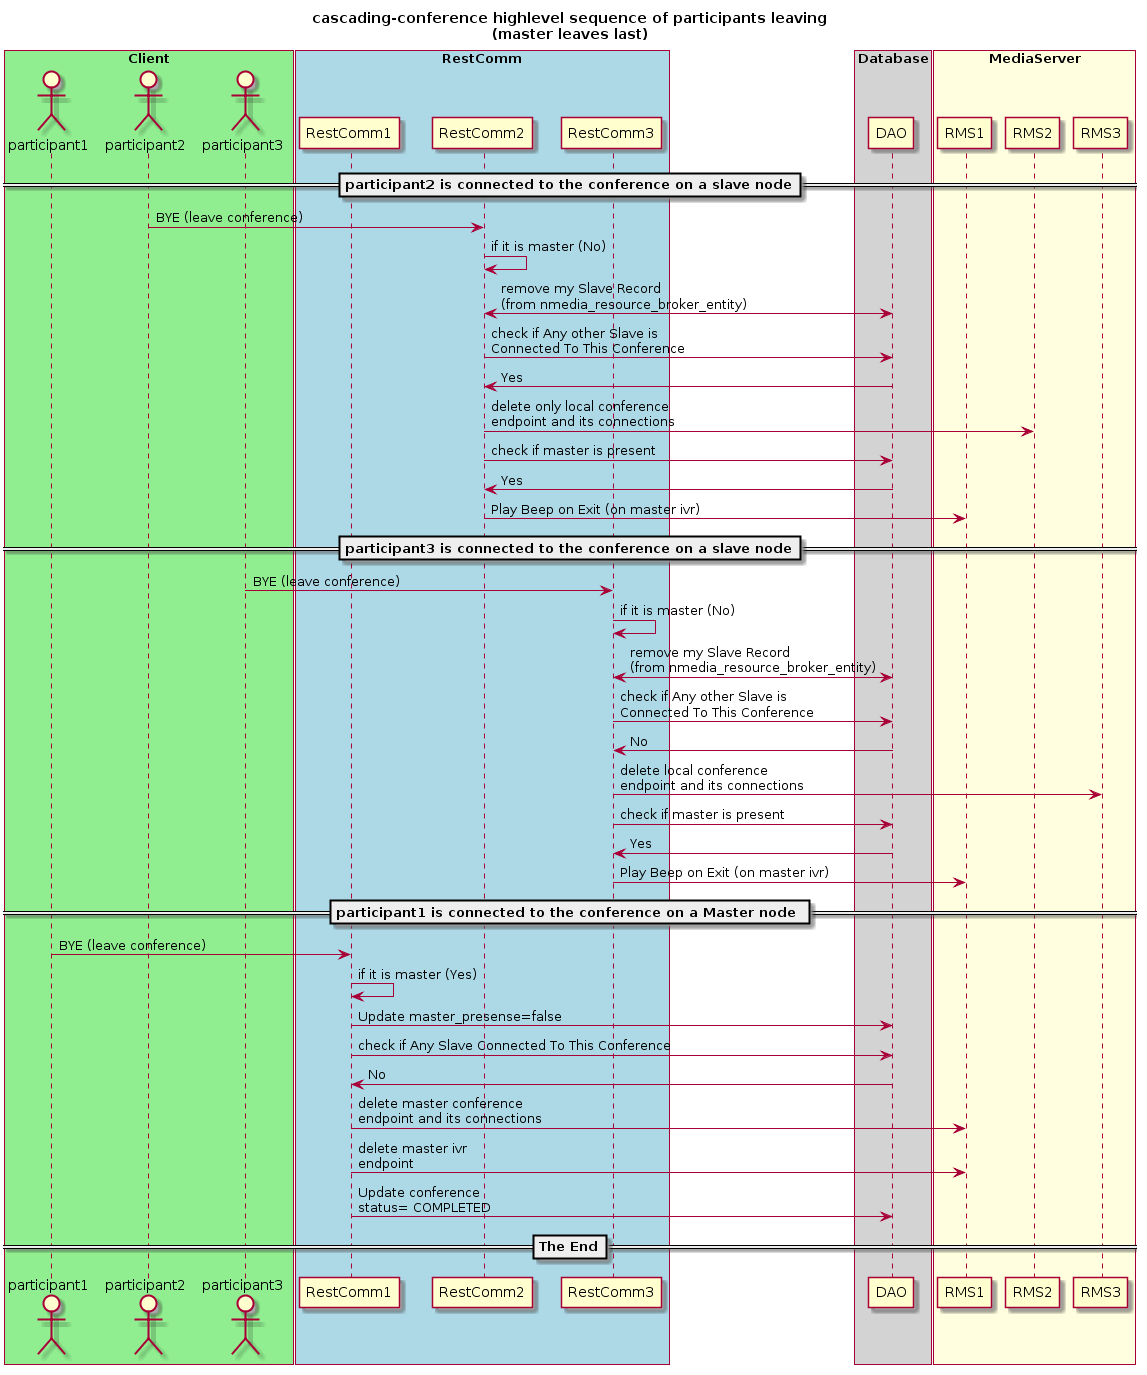 cascading-conference highlevel sequence of participants leaving
(master leaves last)
Client
RestComm
Database
MediaServer
participant1
participant2
participant3
RestComm1
RestComm2
RestComm3
DAO
RMS1
RMS2
RMS3
participant2 is connected to the conference on a slave node
BYE (leave conference)
if it is master (No)
remove my Slave Record
(from nmedia_resource_broker_entity)
check if Any other Slave is
Connected To This Conference
Yes
delete only local conference
endpoint and its connections
check if master is present
Yes
Play Beep on Exit (on master ivr)
participant3 is connected to the conference on a slave node
BYE (leave conference)
if it is master (No)
remove my Slave Record
(from nmedia_resource_broker_entity)
check if Any other Slave is
Connected To This Conference
No
delete local conference
endpoint and its connections
check if master is present
Yes
Play Beep on Exit (on master ivr)
participant1 is connected to the conference on a Master node
BYE (leave conference)
if it is master (Yes)
Update master_presense=false
check if Any Slave Connected To This Conference
No
delete master conference
endpoint and its connections
delete master ivr
endpoint
Update conference
status= COMPLETED
The End
participant1
participant2
participant3
RestComm1
RestComm2
RestComm3
DAO
RMS1
RMS2
RMS3